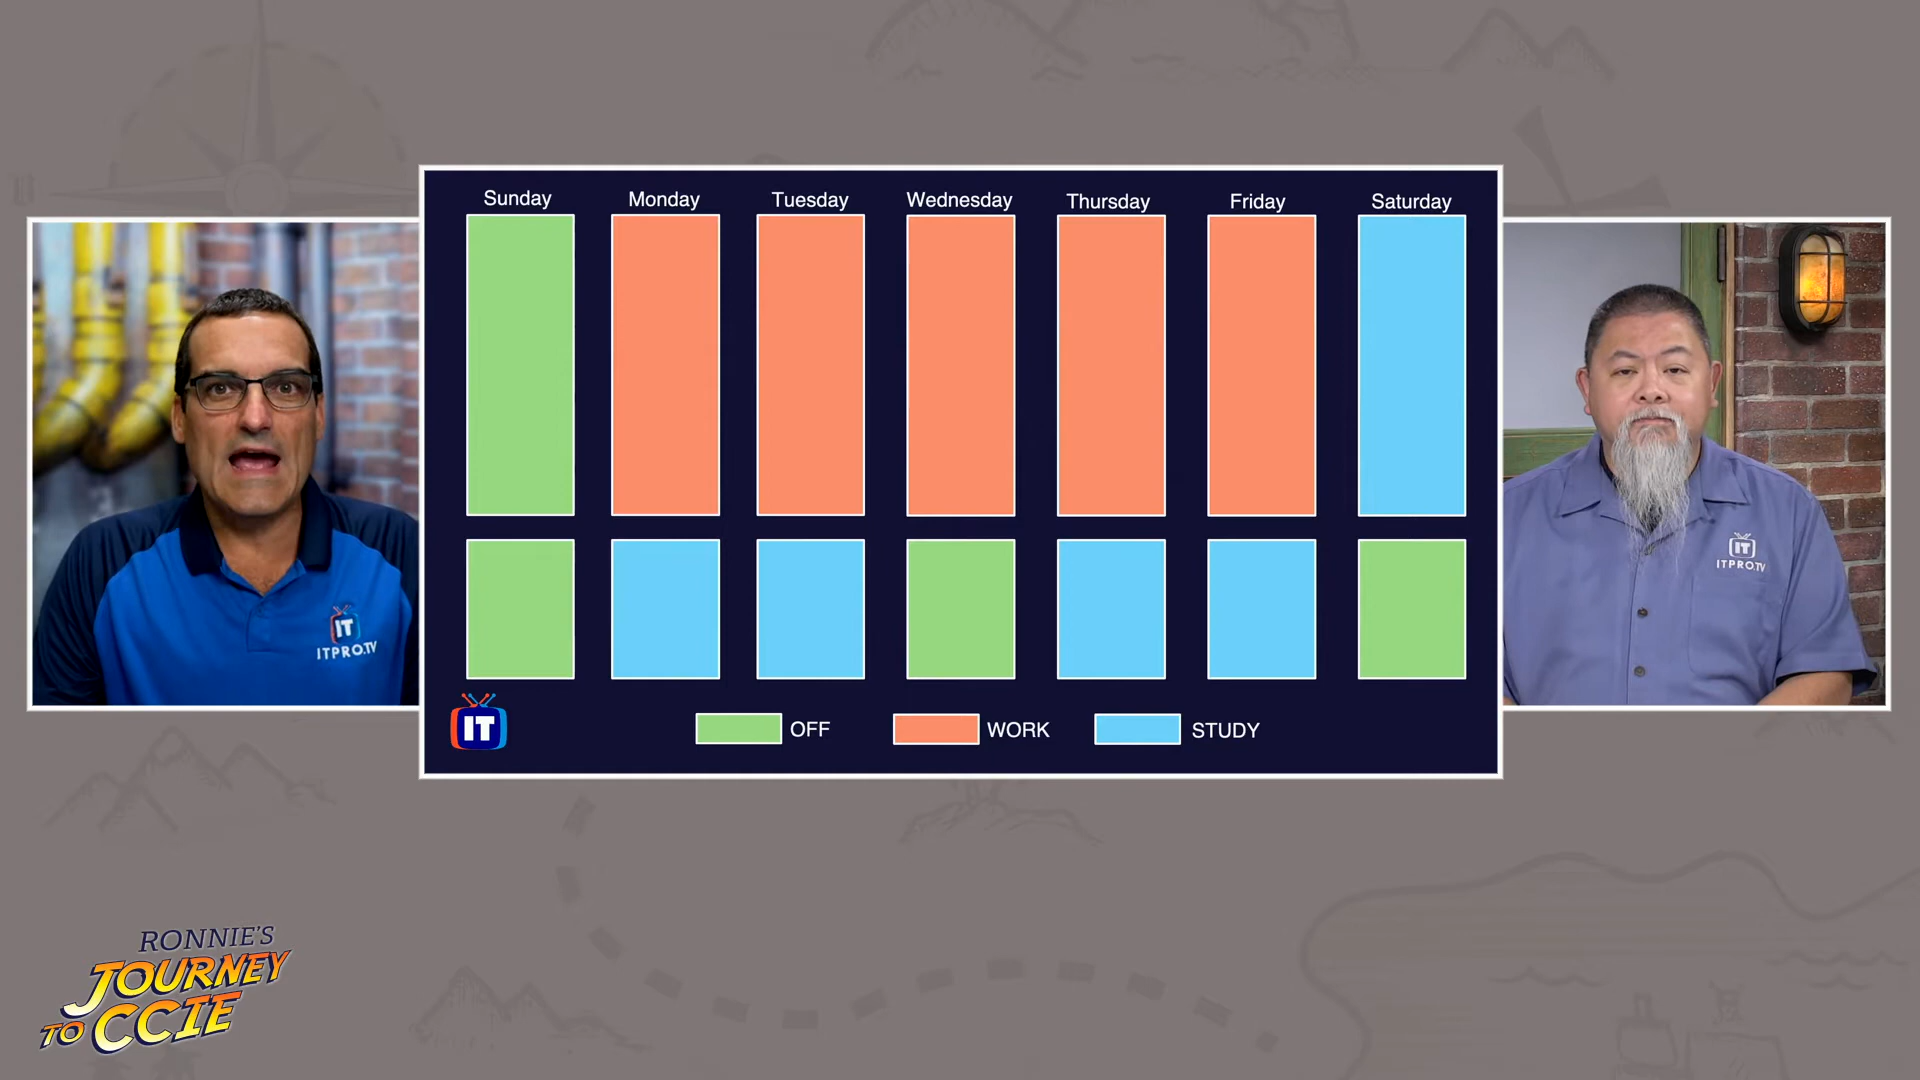 Sunday
Monday
Tuesday
Wednesday
Thursday
Friday
Saturday
IT
ITPRO.TV
IT
ITPRO.TV
IT
OFF
WORK
STUDY
RONNIE'S
JOURNEY
TO CCIE